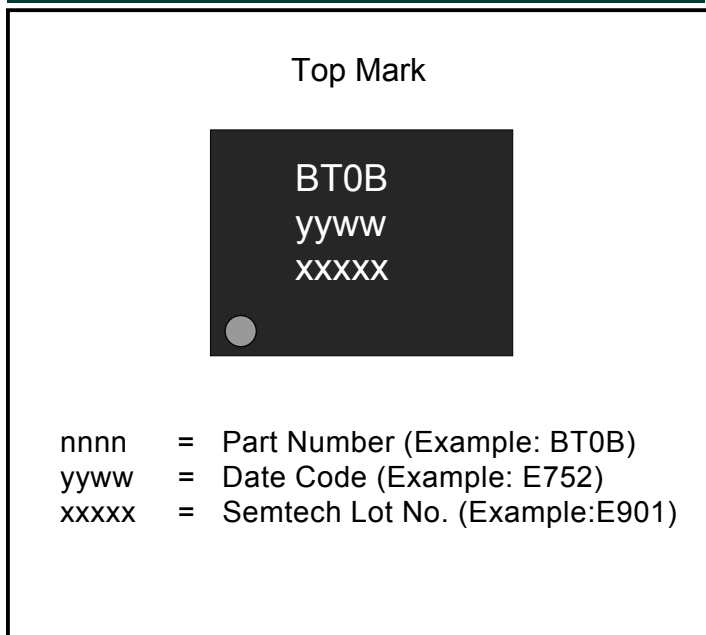 Top Mark
BT0B
yyww
xxxxx
nnnn = Part Number (Example: BT0B)
yyww = Date Code (Example: E752)
xxxxx = Semtech Lot No. (Example:E901)